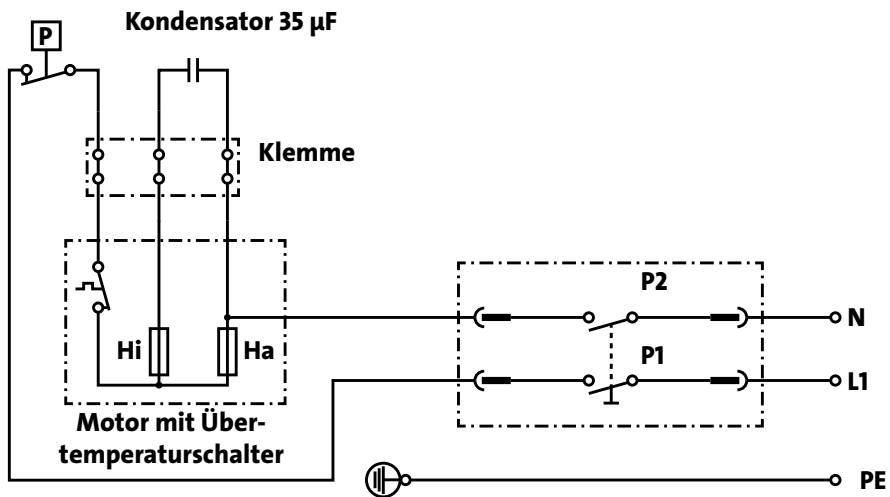 Kondensator 35 µF
P
Klemme
P2
N
Hi
Ha
P1
L1
Motor mit Über-
temperaturschalter
PE